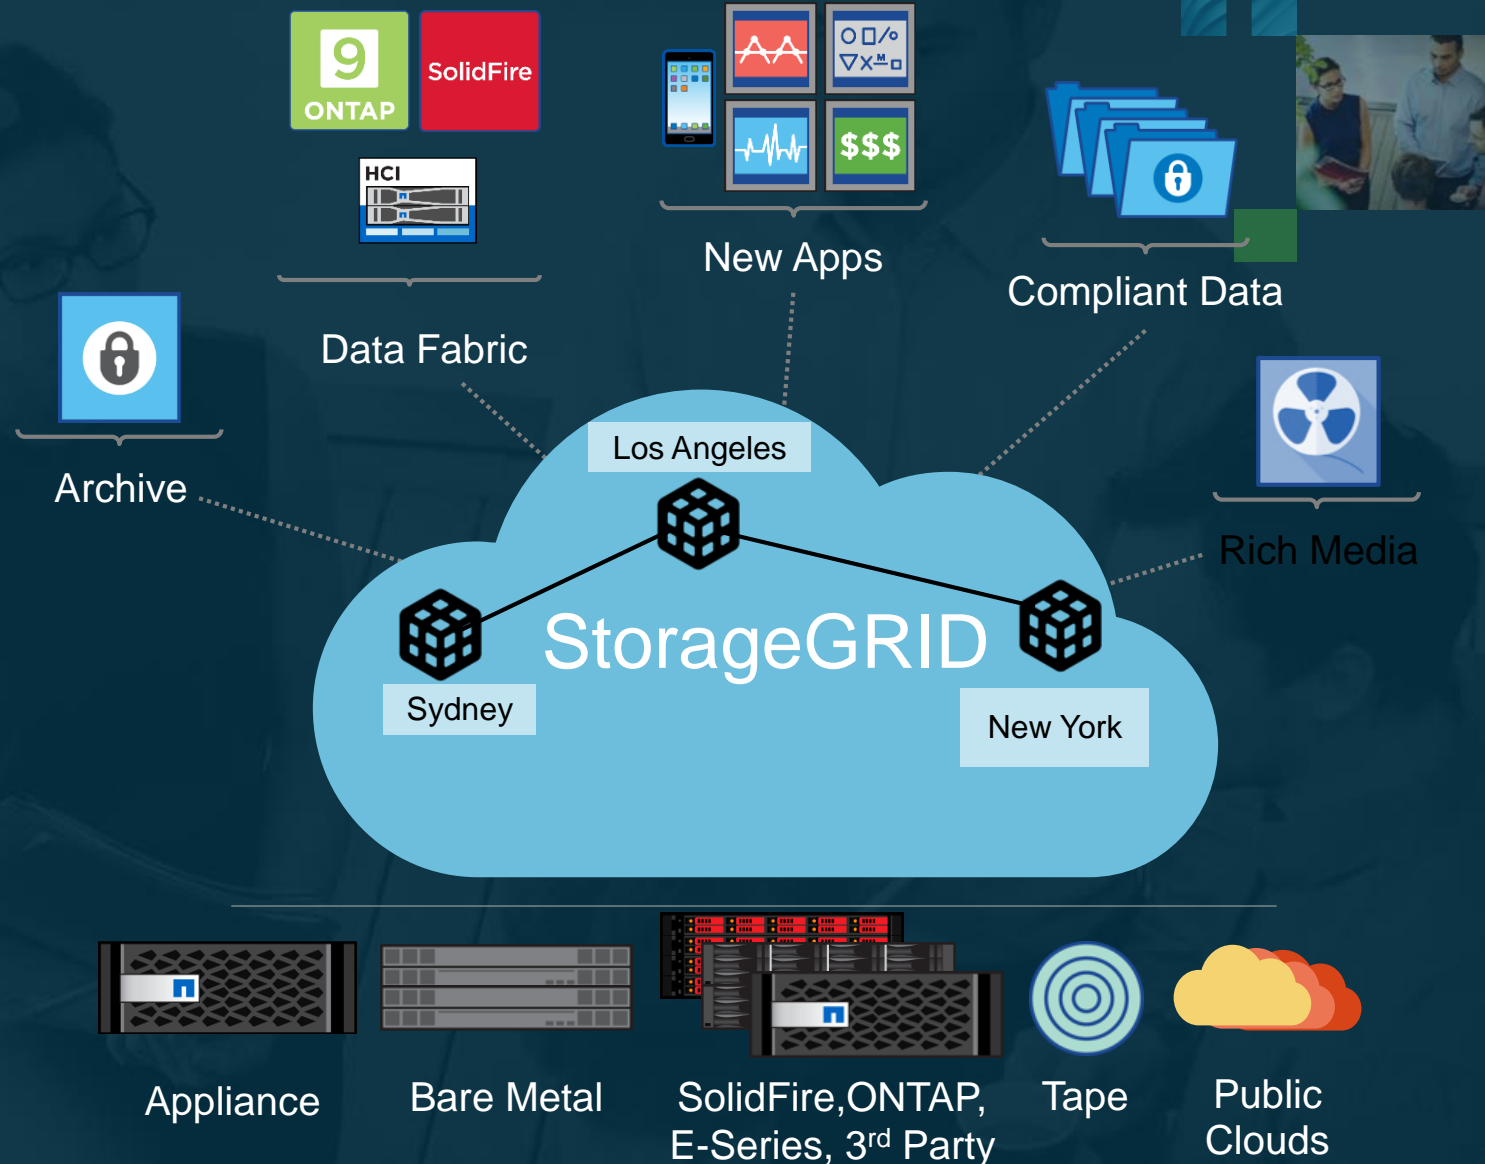 9
ONTAP
SolidFire
HCI
$$$
New Apps
Compliant Data
Data Fabric
Archive
Rich Media
Los Angeles
StorageGRID
Sydney
New York
Appliance
Bare Metal
SolidFire,ONTAP,
E-Series, 3rd Party
Tape
Public
Clouds